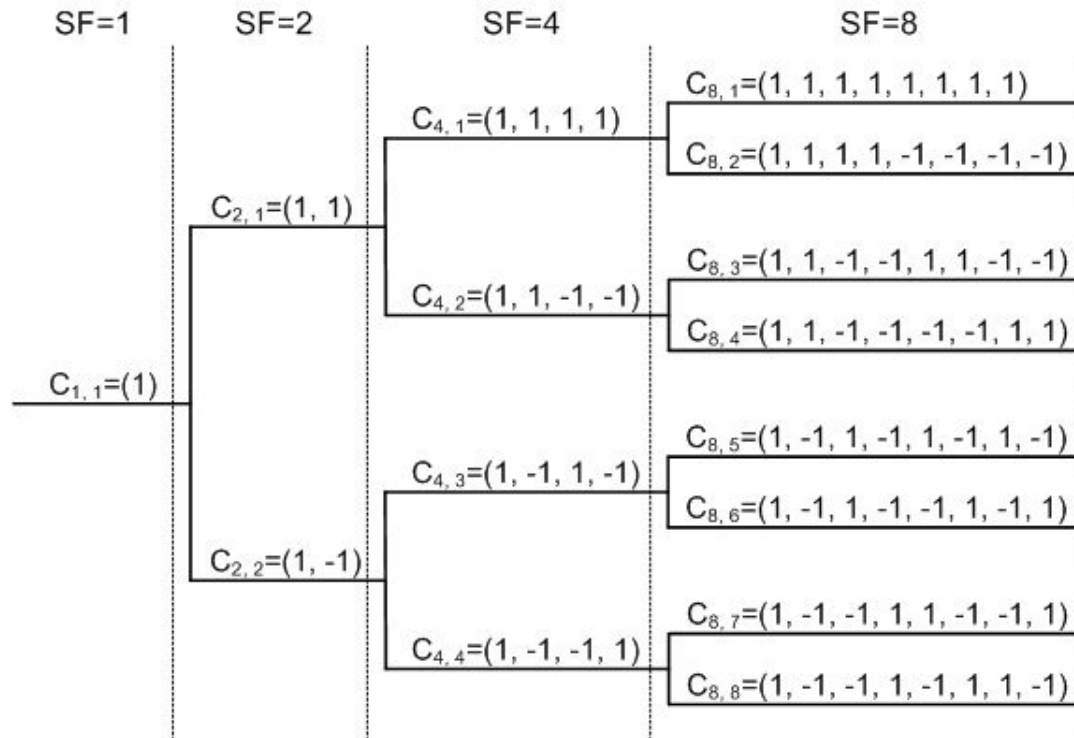 SF=1 SF=2 SF=4 SF=8
C8, 1=(1, 1, 1, 1, 1, 1, 1, 1)
C4, 1=(1, 1, 1, 1)
C8, 2=(1, 1, 1, 1, -1, -1, -1, -1)
C2, 1=(1, 1)
C8, 3=(1, 1, -1, -1, 1, 1, -1, -1)
C4, 2=(1, 1, -1, -1)
C8, 4=(1, 1, -1, -1, -1, -1, 1, 1)
C1, 1=(1)
C8, 5=(1, -1, 1, -1, 1, -1, 1, -1)
C4, 3=(1, -1, 1, -1)
C8, 6=(1, -1, 1, -1, -1, 1, -1, 1)
C2, 2=(1, -1)
C8, 7=(1, -1, -1, 1, 1, -1, -1, 1)
C4, 4=(1, -1, -1, 1)
C8, 8=(1, -1, -1, 1, -1, 1, 1, -1)